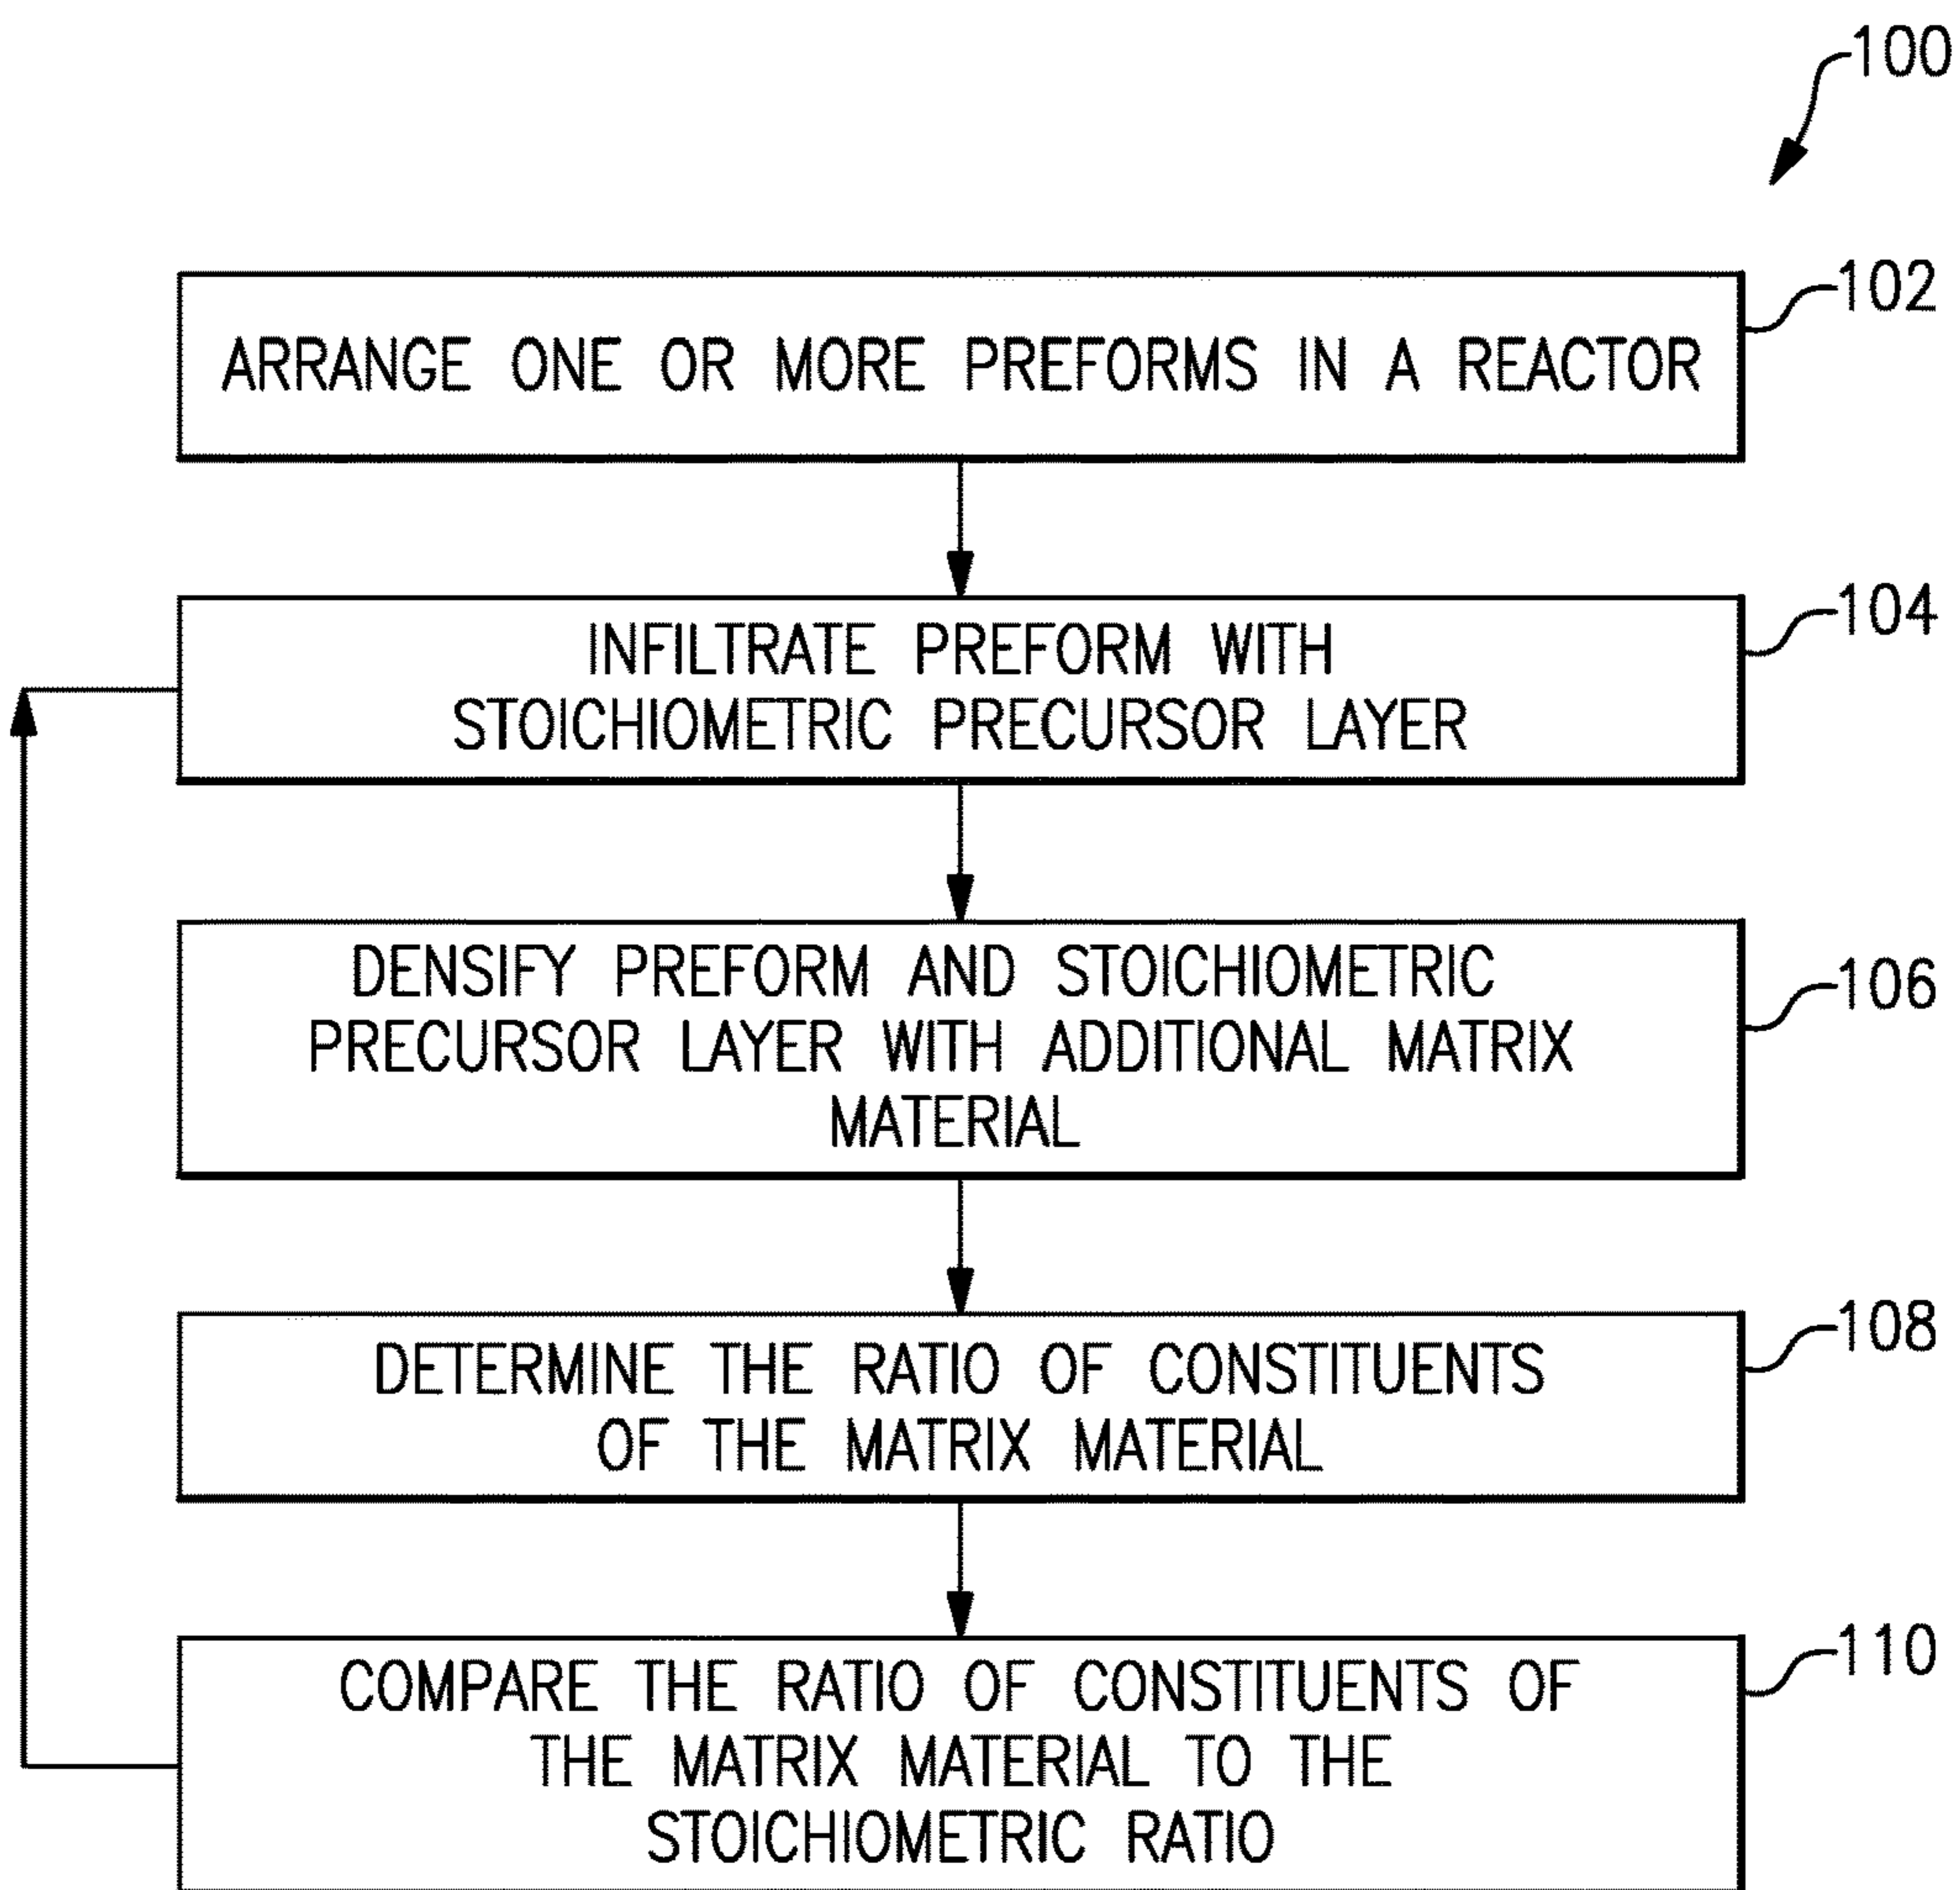 100
102
ARRANGE ONE OR MORE PREFORMS IN A REACTOR
104
INFILTRATE PREFORM WITH
STOICHIOMETRIC PRECURSOR LAYER
106
DENSIFY PREFORM AND STOICHIOMETRIC
PRECURSOR LAYER WITH ADDITIONAL MATRIX
MATERIAL
108
DETERMINE THE RATIO OF CONSTITUENTS
OF THE MATRIX MATERIAL
110
COMPARE THE RATIO OF CONSTITUENTS OF
THE MATRIX MATERIAL TO THE
STOICHIOMETRIC RATIO